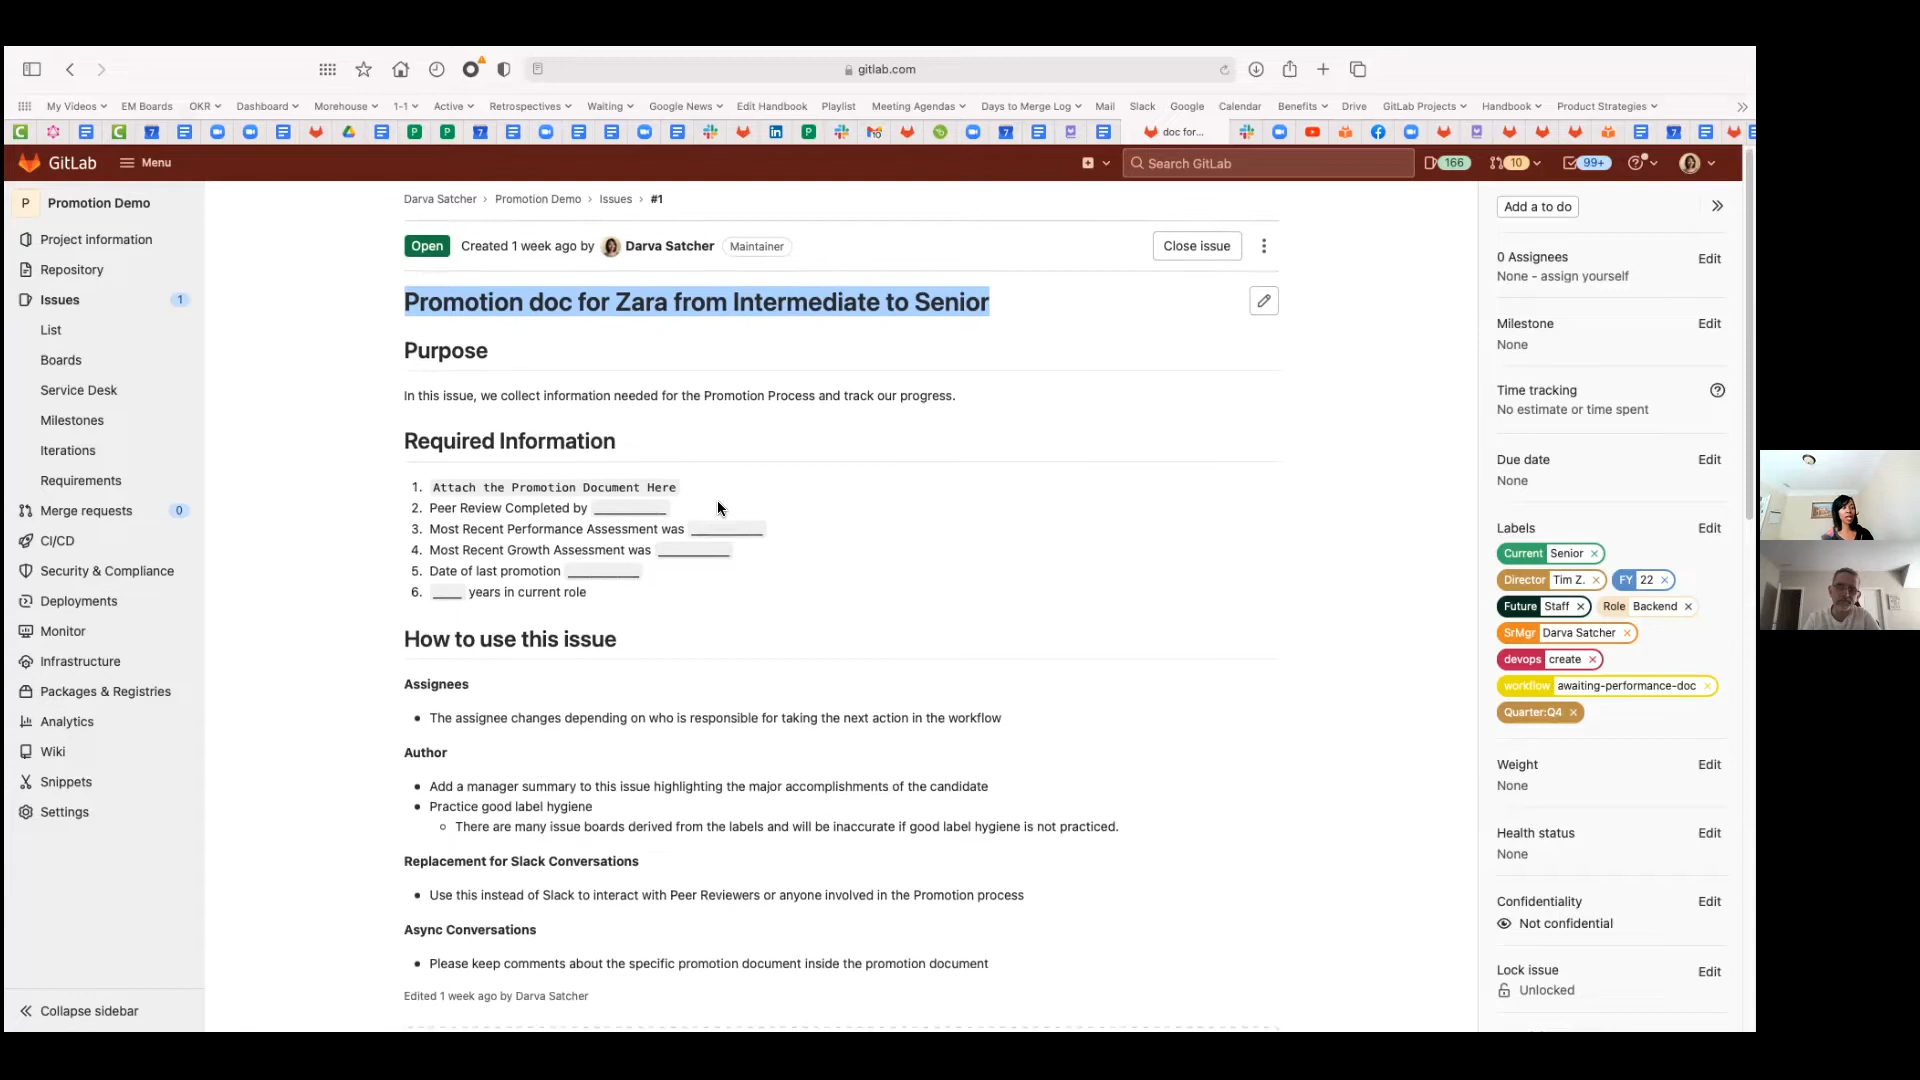 gitlab.com
My Videos
EM Boards
OKR
Dashboard
Morehouse
1-1
Active
Retrospectives
Waiting
Google News
Edit Handbook
Playlist
Meeting Agendas
Days to Merge Log
Mail
Slack
Google
Calendar
Benefits
Drive
GitLab Projects
Handbook
Product Strategies
doc for...
GitLab
Menu
Search GitLab
166
10
99+
P
Promotion Demo
Project information
Repository
Issues 1
List
Boards
Service Desk
Milestones
Iterations
Requirements
Merge requests 0
CI/CD
Security & Compliance
Deployments
Monitor
Infrastructure
Packages & Registries
Analytics
Wiki
Snippets
Settings
Collapse sidebar
Darva Satcher › Promotion Demo › Issues › #1
Open Created 1 week ago by Darva Satcher Maintainer
Close issue
Promotion doc for Zara from Intermediate to Senior
Purpose
In this issue, we collect information needed for the Promotion Process and track our progress.
Required Information
1. Attach the Promotion Document Here
2. Peer Review Completed by __________
3. Most Recent Performance Assessment was __________
4. Most Recent Growth Assessment was __________
5. Date of last promotion __________
6. ____ years in current role
How to use this issue
Assignees
• The assignee changes depending on who is responsible for taking the next action in the workflow
Author
• Add a manager summary to this issue highlighting the major accomplishments of the candidate
• Practice good label hygiene
○ There are many issue boards derived from the labels and will be inaccurate if good label hygiene is not practiced.
Replacement for Slack Conversations
• Use this instead of Slack to interact with Peer Reviewers or anyone involved in the Promotion process
Async Conversations
• Please keep comments about the specific promotion document inside the promotion document
Edited 1 week ago by Darva Satcher
Add a to do
0 Assignees Edit
None - assign yourself
Milestone Edit
None
Time tracking
No estimate or time spent
Due date Edit
None
Labels Edit
Current Senior ×
Director Tim Z. × FY 22 ×
Future Staff × Role Backend ×
SrMgr Darva Satcher ×
devops create ×
workflow awaiting-performance-doc ×
Quarter:Q4 ×
Weight Edit
None
Health status Edit
None
Confidentiality Edit
Not confidential
Lock issue Edit
Unlocked